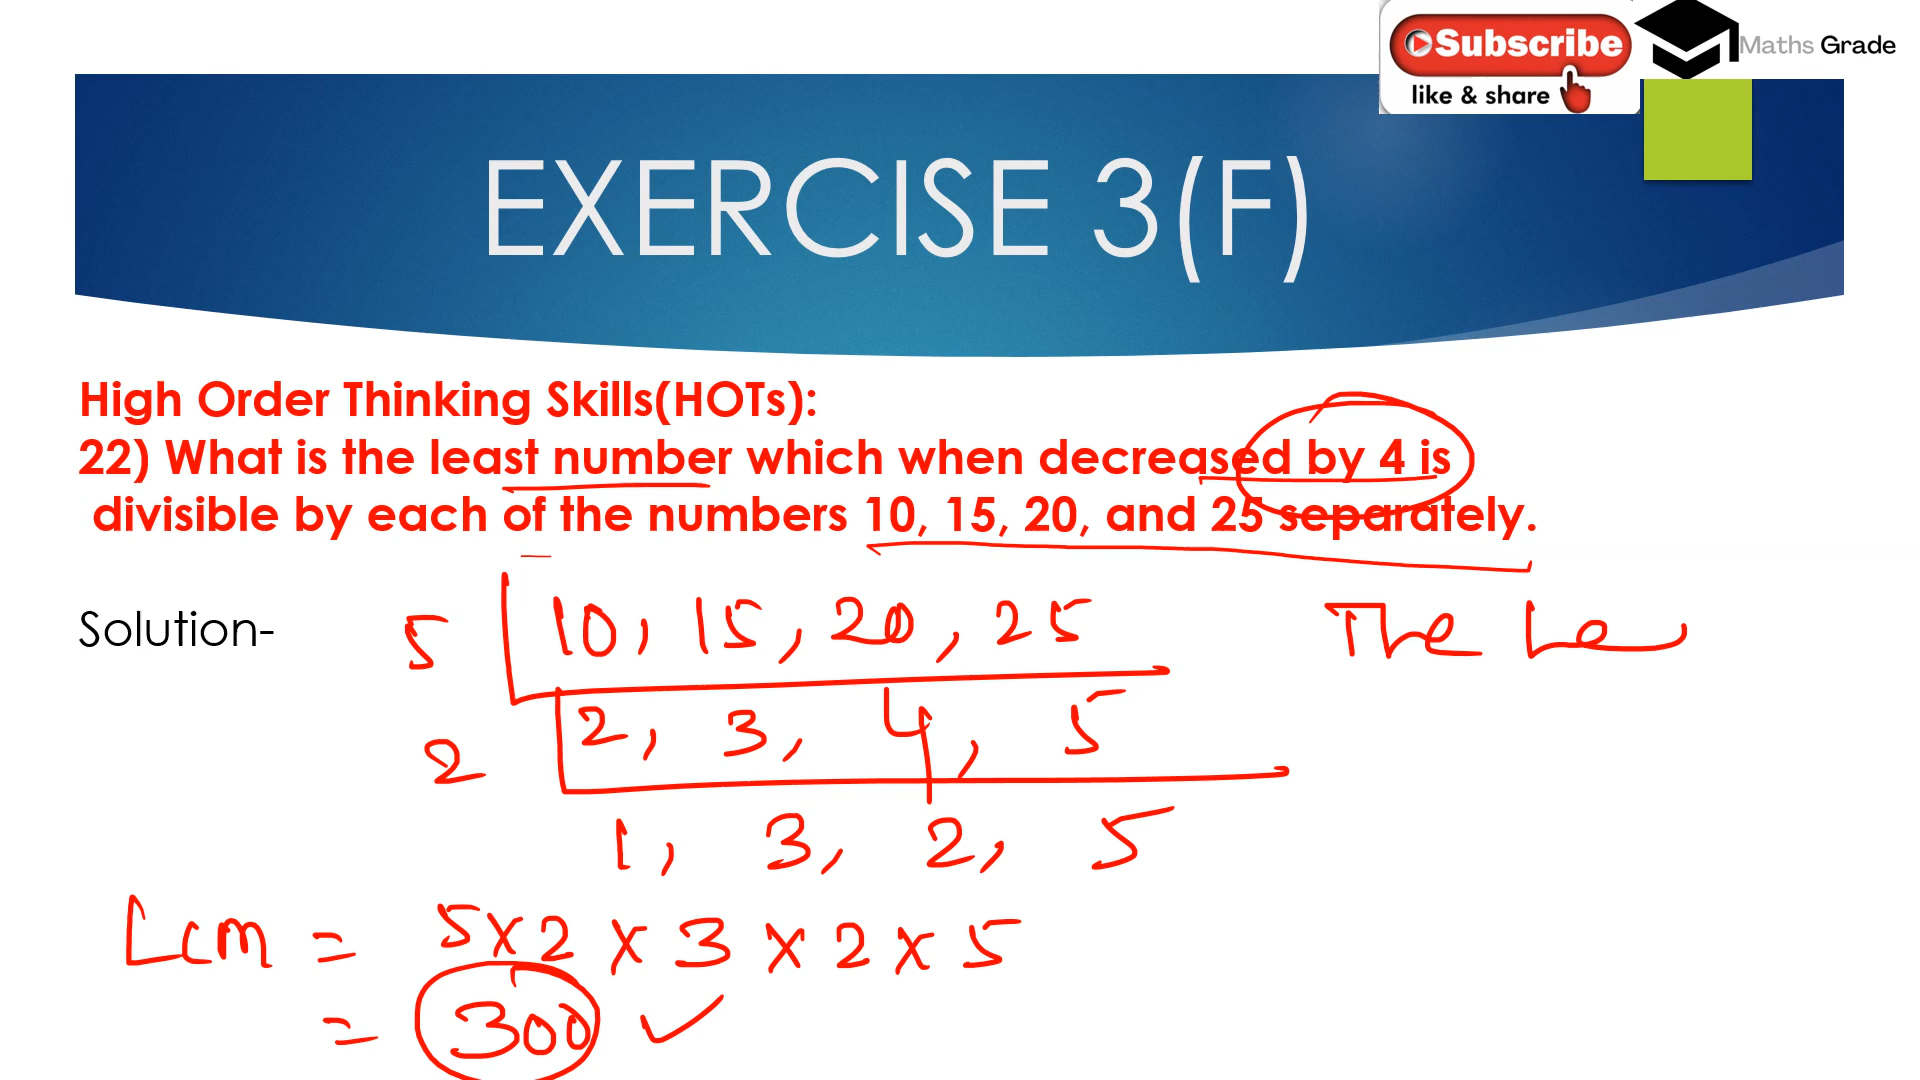 Subscribe
like & share
Maths Grade
EXERCISE 3(F)
High Order Thinking Skills(HOTs):
22) What is the least number which when decreased by 4 is
divisible by each of the numbers 10, 15, 20, and 25 separately.
Solution-
5 10, 15, 20, 25
The Lea
2 2, 3, 4, 5
1, 3, 2, 5
Lcm = 5 x 2 x 3 x 2 x 5
= 300 ✓